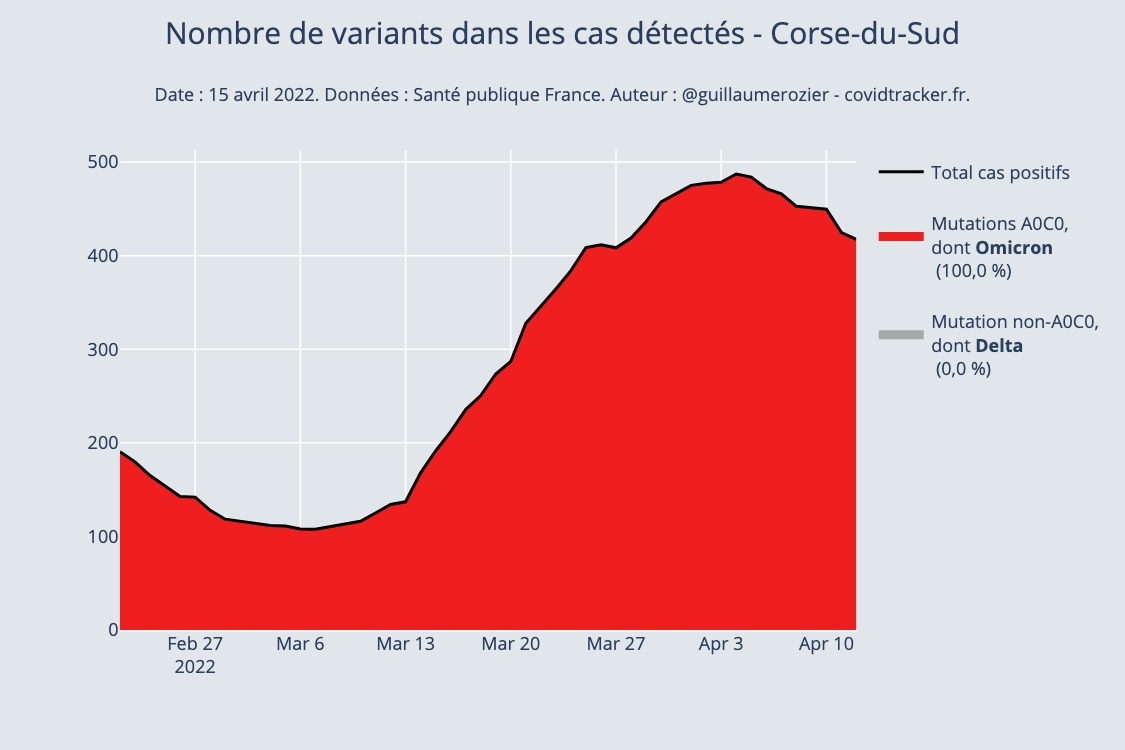 Nombre de variants dans les cas détectés - Corse-du-Sud
Date : 15 avril 2022. Données : Santé publique France. Auteur : @guillaumerozier - covidtracker.fr.
500
400
300
200
100
0
Feb 27
2022
Mar 6
Mar 13
Mar 20
Mar 27
Apr 3
Apr 10
Total cas positifs
Mutations A0C0,
dont Omicron
(100,0 %)
Mutation non-A0C0,
dont Delta
(0,0 %)